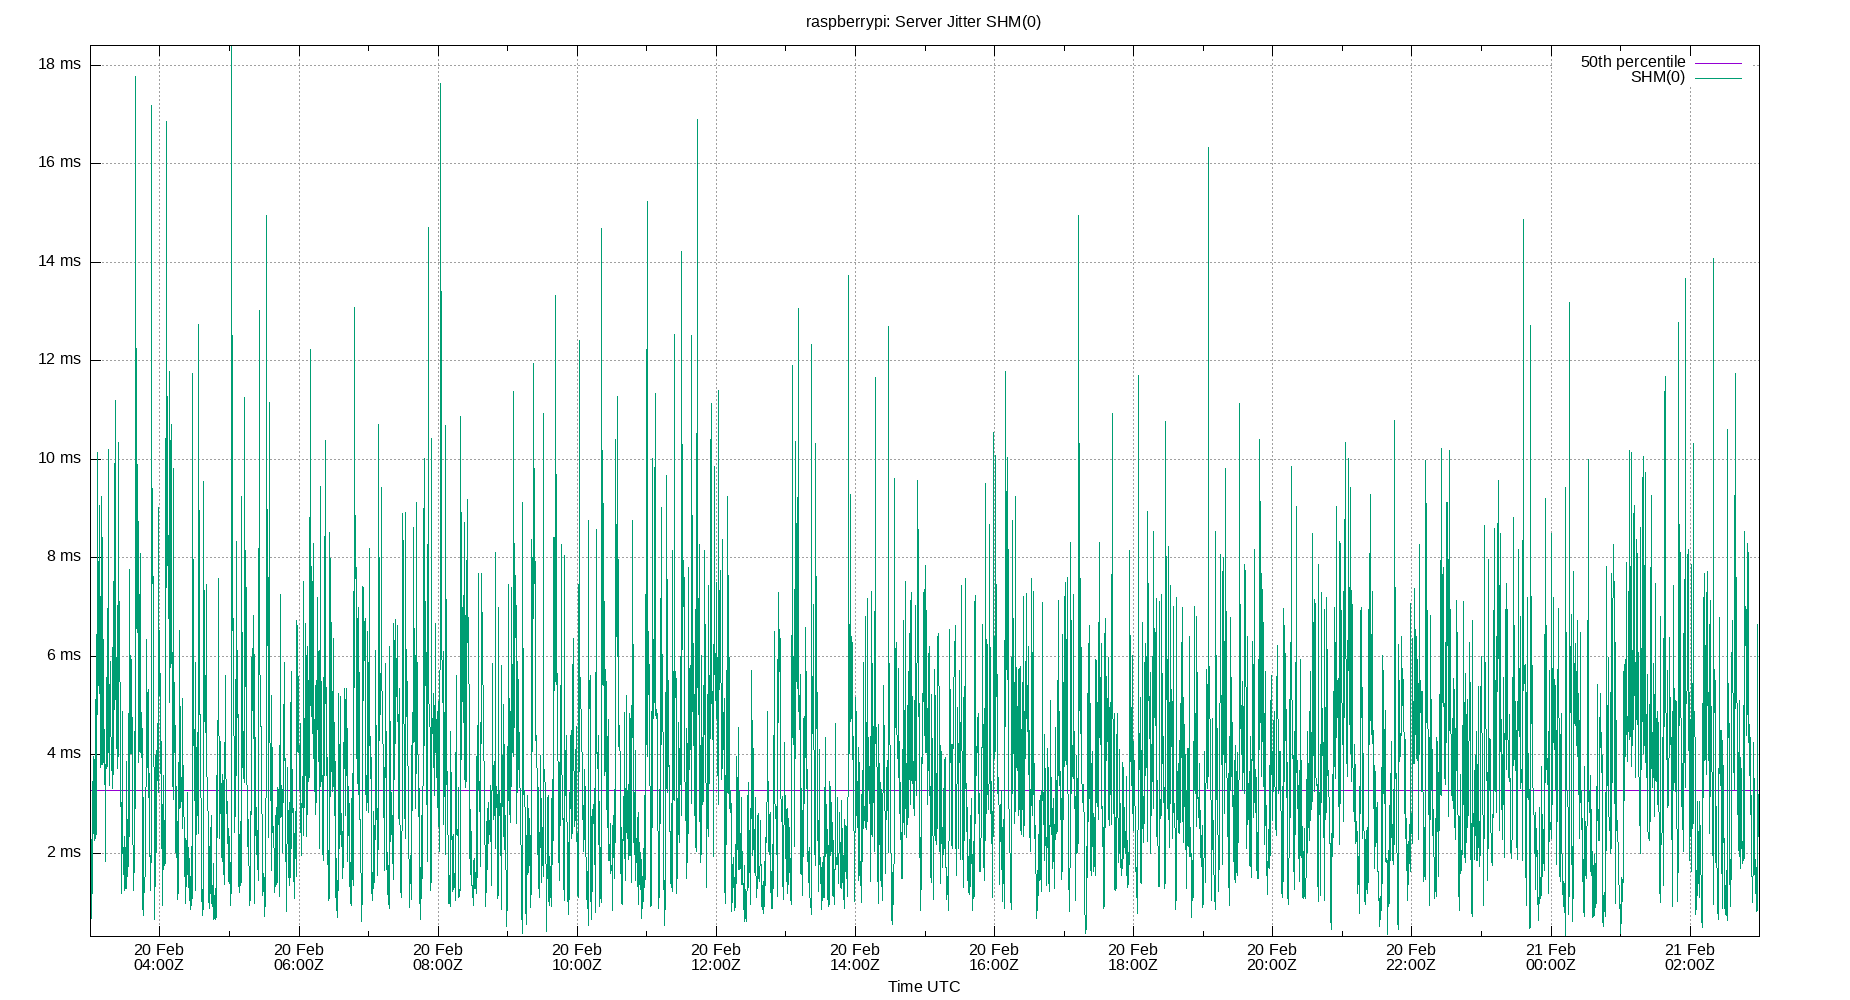 raspberrypi: Server Jitter SHM(0)
50th percentile
SHM(0)
18 ms
16 ms
14 ms
12 ms
10 ms
8 ms
6 ms
4 ms
2 ms
20 Feb 20 Feb 20 Feb 20 Feb 20 Feb 20 Feb 20 Feb 20 Feb 20 Feb 20 Feb 21 Feb 21 Feb
04:00Z 06:00Z 08:00Z 10:00Z 12:00Z 14:00Z 16:00Z 18:00Z 20:00Z 22:00Z 00:00Z 02:00Z
Time UTC